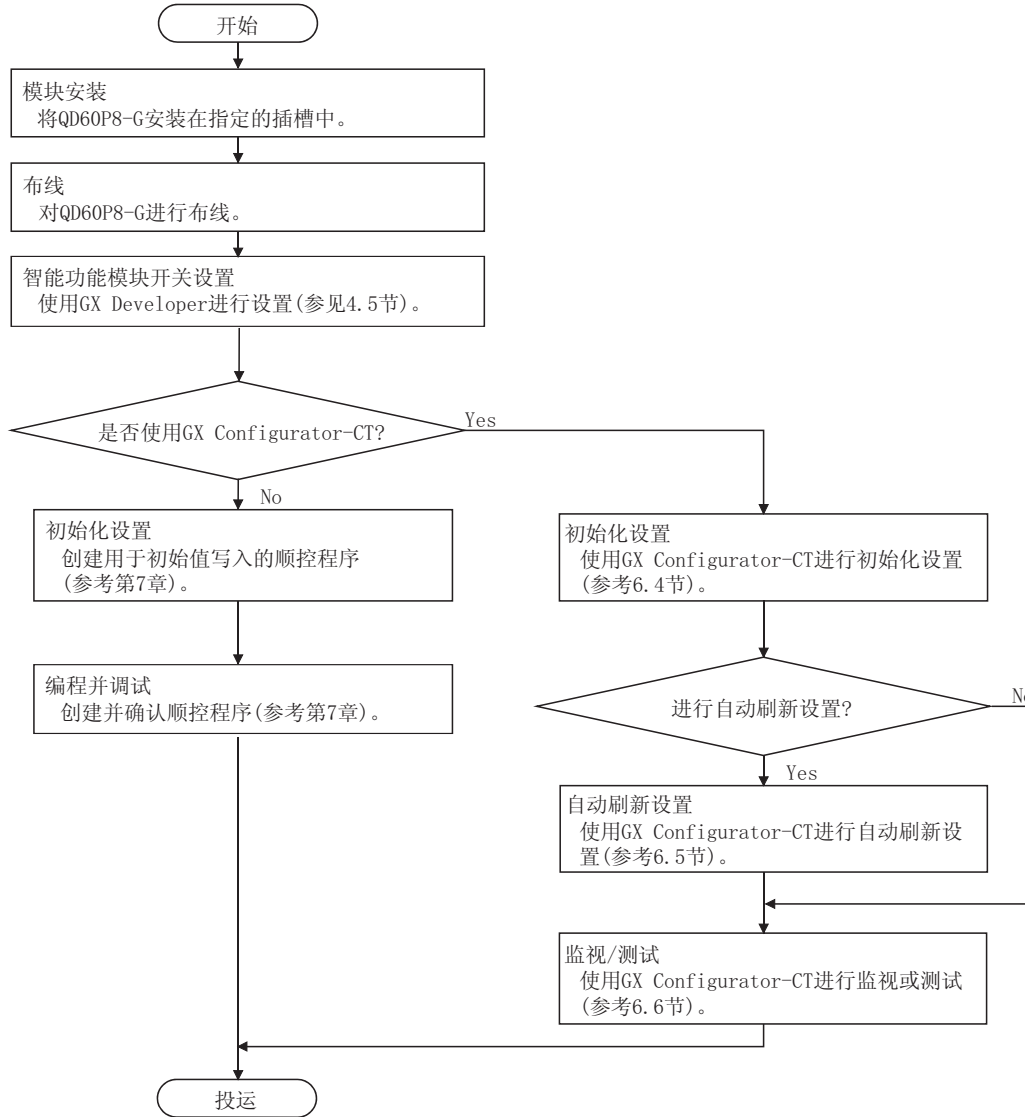 开始
模块安装
将QD60P8-G安装在指定的插槽中。
布线
对QD60P8-G进行布线。
智能功能模块开关设置
使用GX Developer进行设置(参见4.5节)。
是否使用GX Configurator-CT?
Yes
No
初始化设置
创建用于初始值写入的顺控程序
(参考第7章)。
编程并调试
创建并确认顺控程序(参考第7章)。
初始化设置
使用GX Configurator-CT进行初始化设置
(参考6.4节)。
进行自动刷新设置?
No
Yes
自动刷新设置
使用GX Configurator-CT进行自动刷新设
置(参考6.5节)。
监视/测试
使用GX Configurator-CT进行监视或测试
(参考6.6节)。
投运